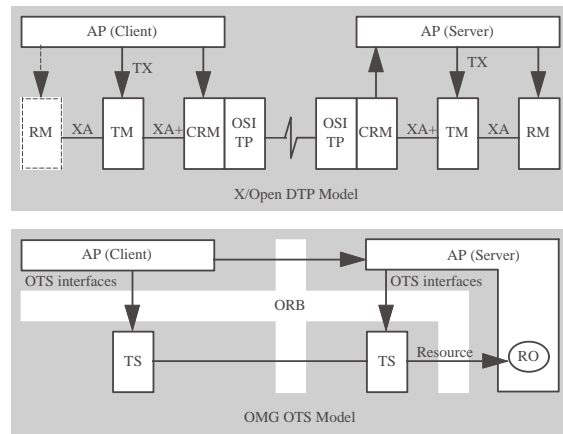 AP (Client)
AP (Server)
TX
TX
RM
XA
TM
XA+
CRM
OSI
TP
OSI
TP
CRM
XA+
TM
XA
RM
X/Open DTP Model
AP (Client)
AP (Server)
OTS interfaces
OTS interfaces
ORB
TS
TS
Resource
RO
OMG OTS Model